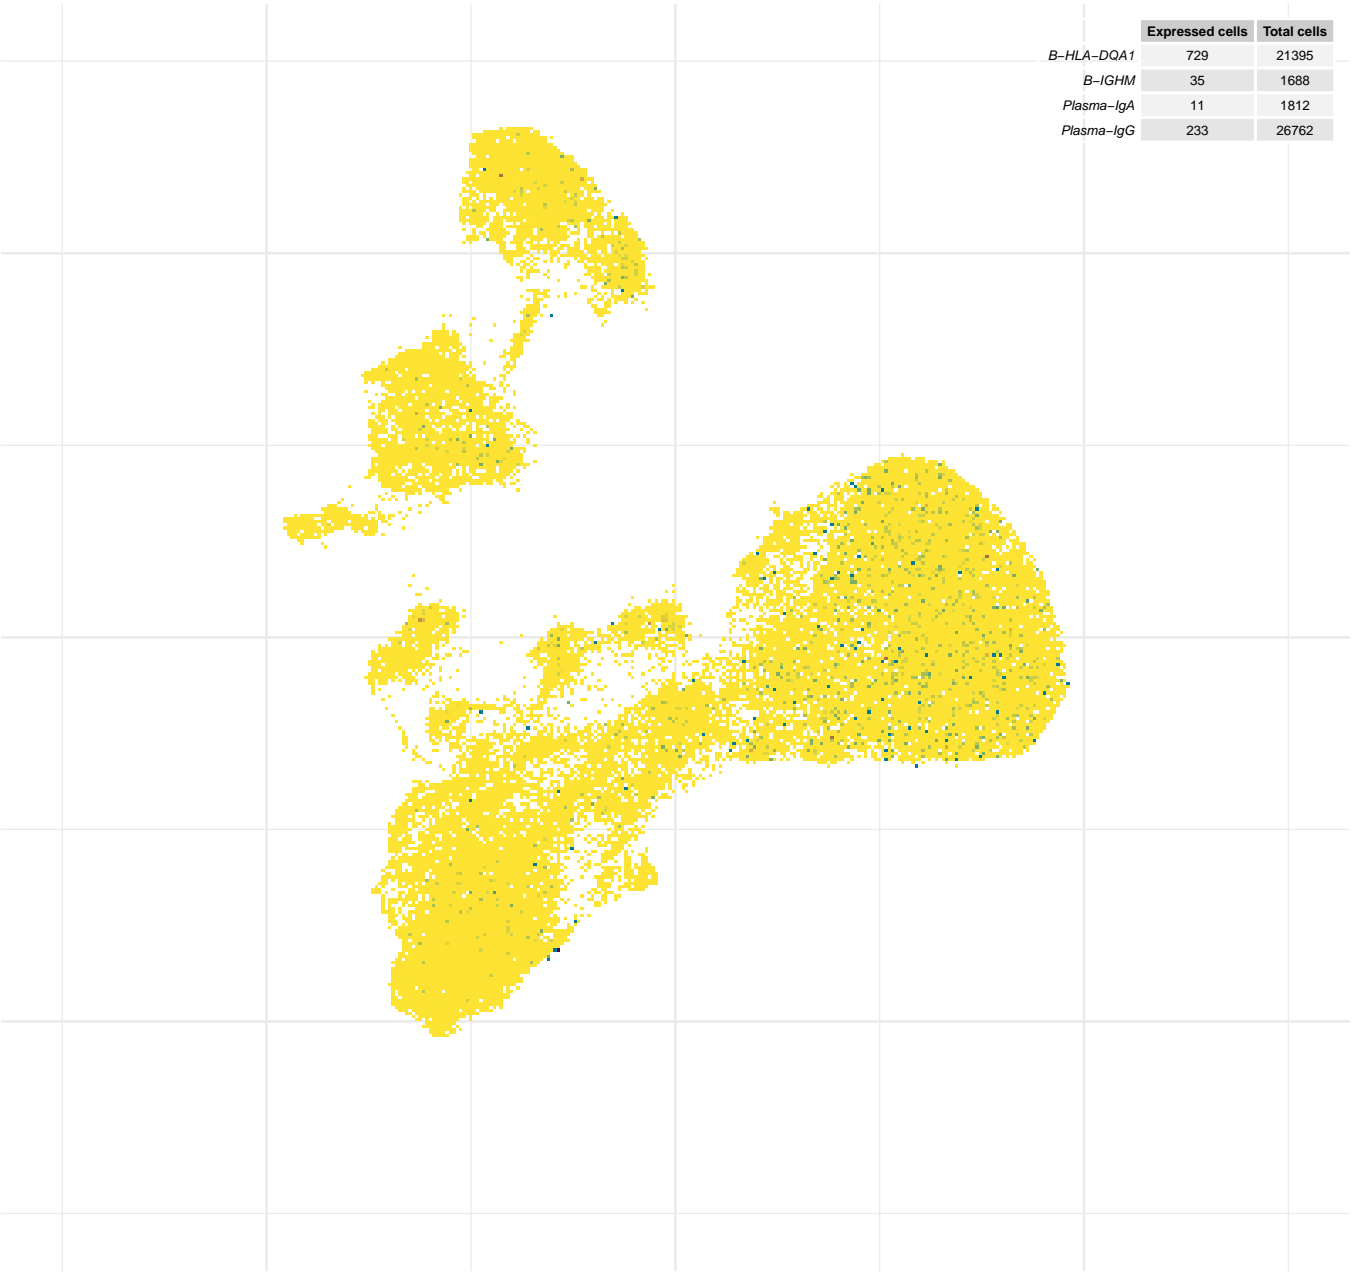 Expressed cells Total cells
B−HLA−DQA1 729 21395
B−IGHM 35 1688
Plasma−IgA 11 1812
Plasma−IgG 233 26762